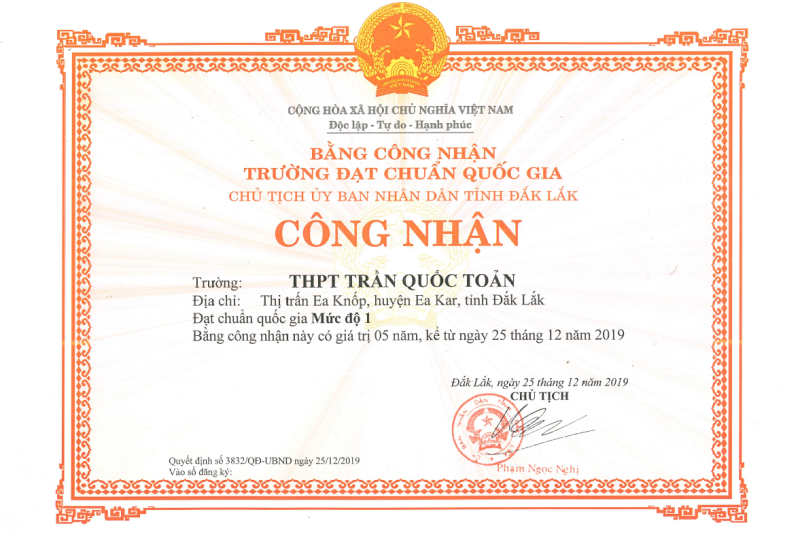 VIỆT NAM
CỘNG HÒA XÃ HỘI CHỦ NGHĨA VIỆT NAM
Độc lập - Tự do - Hạnh phúc
BẰNG CÔNG NHẬN
TRƯỜNG ĐẠT CHUẨN QUỐC GIA
CHỦ TỊCH ỦY BAN NHÂN DÂN TỈNH ĐẮK LẮK
CÔNG NHẬN
Trường: THPT TRẦN QUỐC TOẢN
Địa chỉ: Thị trấn Ea Knốp, huyện Ea Kar, tỉnh Đắk Lắk
Đạt chuẩn quốc gia Mức độ 1
Bằng công nhận này có giá trị 05 năm, kể từ ngày 25 tháng 12 năm 2019
Đắk Lắk, ngày 25 tháng 12 năm 2019
CHỦ TỊCH
BAN NHÂN DÂN
Phạm Ngọc Nghị
Quyết định số 3832/QĐ-UBND ngày 25/12/2019
Vào sổ đăng ký: